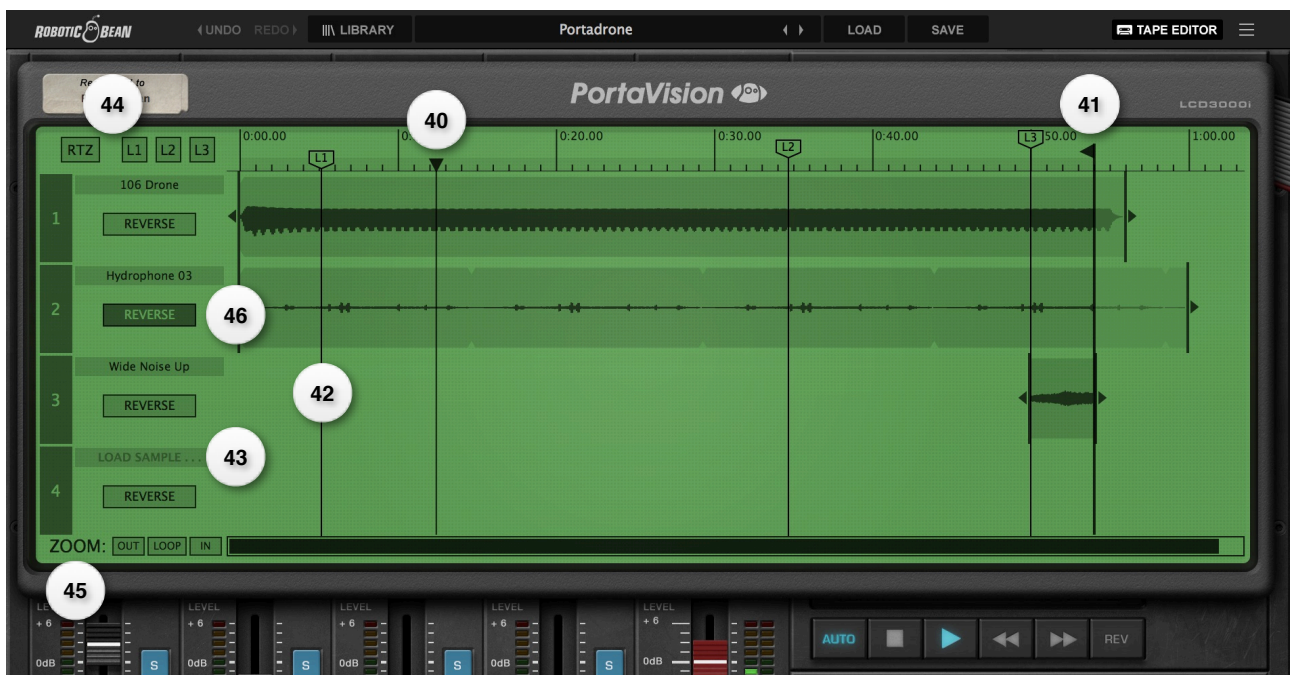 ROBOTIC BEAN UNDO REDO LIBRARY Portadrone LOAD SAVE TAPE EDITOR
PortaVision
LCD3000i
44 40 41
RTZ L1 L2 L3 0:00.00 0:20.00 0:30.00 0:40.00 50.00 1:00.00
L1 L2 L3
106 Drone
1 REVERSE
Hydrophone 03
2 REVERSE 46
Wide Noise Up
3 REVERSE 42
LOAD SAMPLE . . . 43
4 REVERSE
ZOOM: OUT LOOP IN
45
LEVEL LEVEL LEVEL LEVEL
+ 6 + 6 + 6 + 6 + 6
AUTO REV
0dB S 0dB S 0dB S 0dB S 0dB